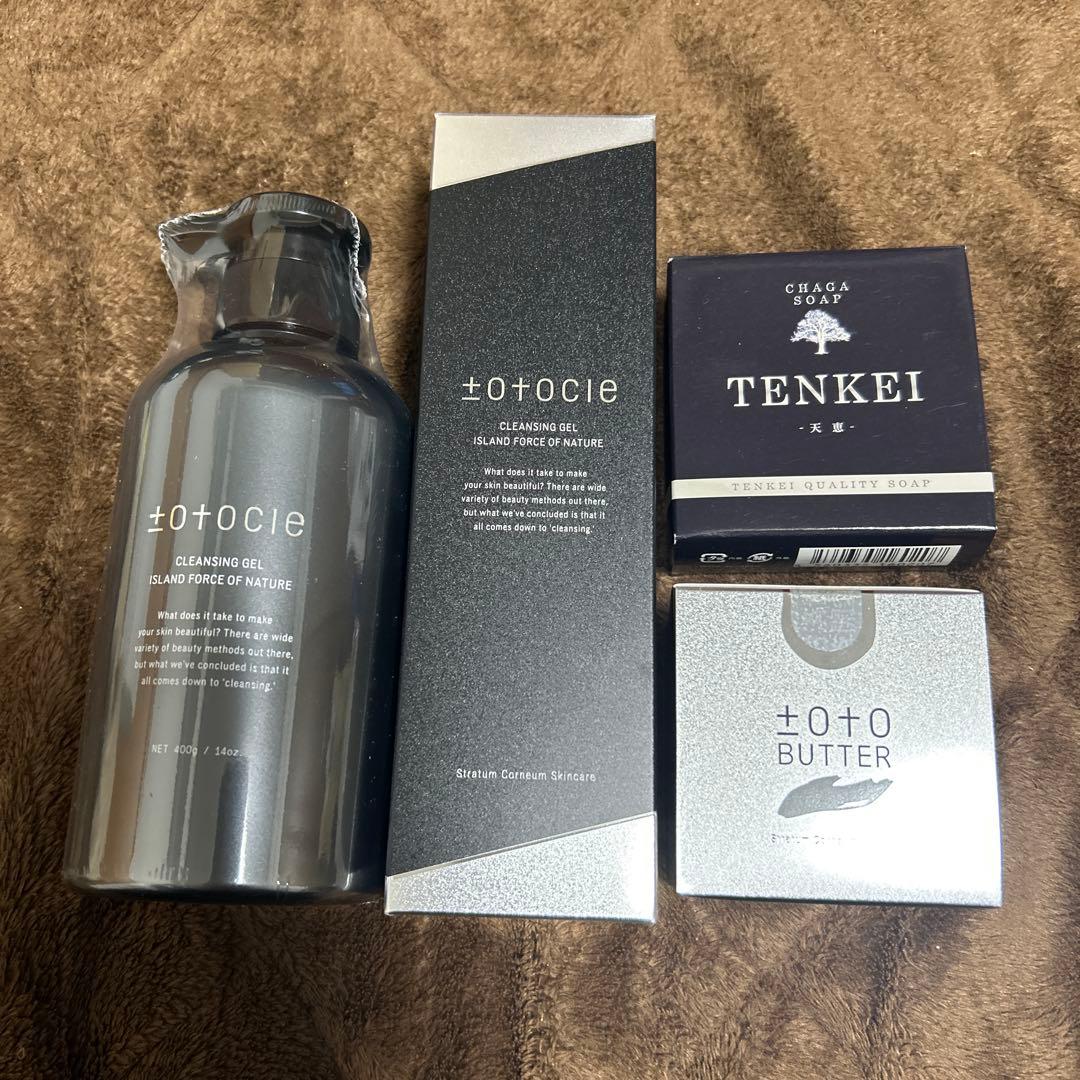 ±o†ocie
CLEANSING GEL
ISLAND FORCE OF NATURE
What does it take to make
your skin beautiful? There are wide
variety of beauty methods out there,
but what we've concluded is that it
all comes down to 'cleansing.'
NET 400g / 14oz.
±o†ocie
CLEANSING GEL
ISLAND FORCE OF NATURE
What does it take to make
your skin beautiful? There are wide
variety of beauty methods out there,
but what we've concluded is that it
all comes down to 'cleansing.'
Stratum Corneum Skincare
CHAGA
SOAP
TENKEI
- 天恵 -
TENKEI QUALITY SOAP
±o†o
BUTTER
Stratum